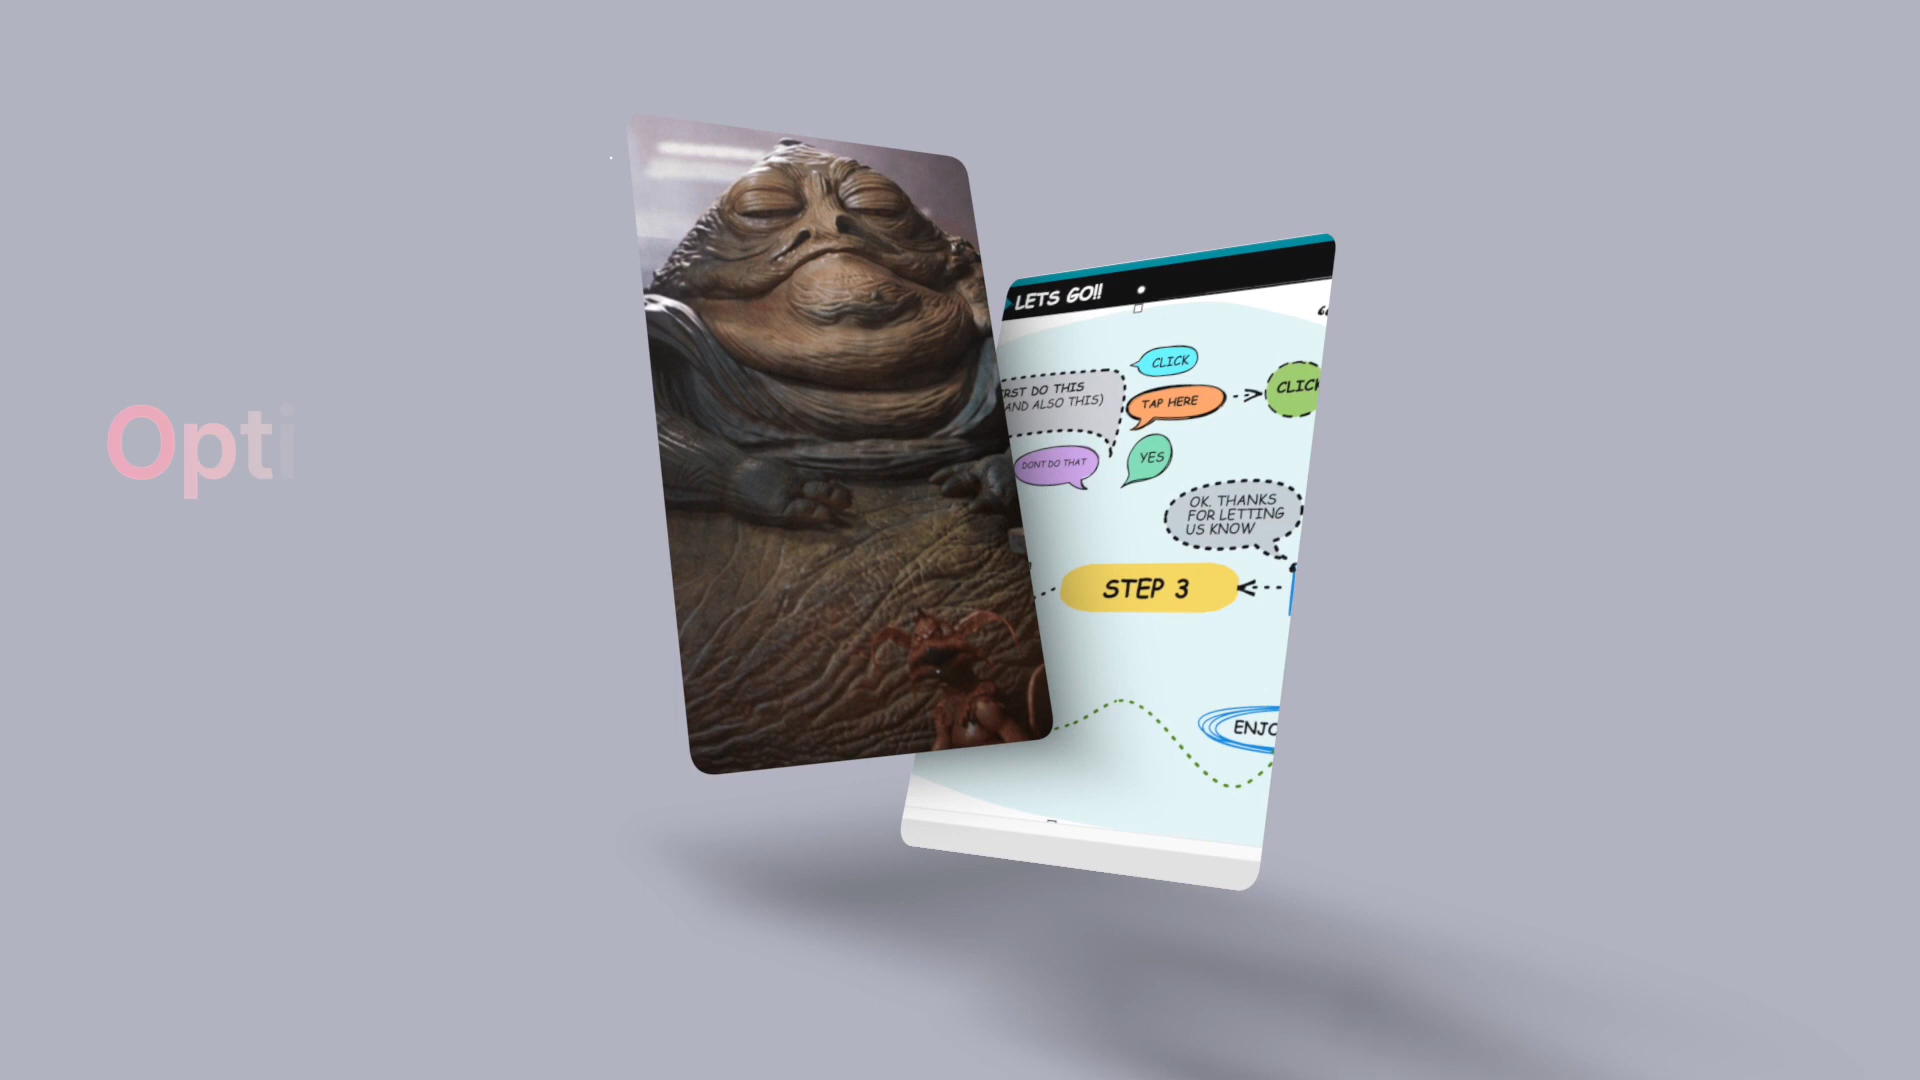 Opti
LETS GO!!
CLICK
RST DO THIS
AND ALSO THIS)
TAP HERE
CLICK
DONT DO THAT
YES
OK. THANKS
FOR LETTING
US KNOW
STEP 3
ENJO